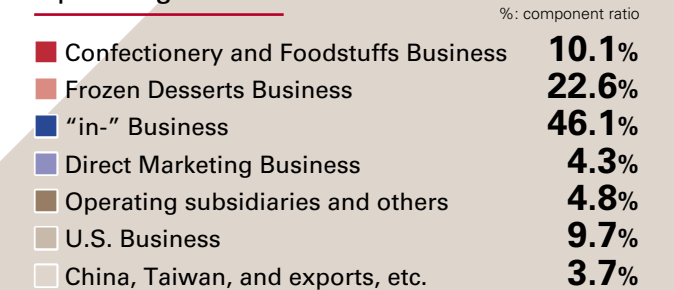 %: component ratio
Confectionery and Foodstuffs Business 10.1%
Frozen Desserts Business 22.6%
“in-” Business 46.1%
Direct Marketing Business 4.3%
Operating subsidiaries and others 4.8%
U.S. Business 9.7%
China, Taiwan, and exports, etc. 3.7%